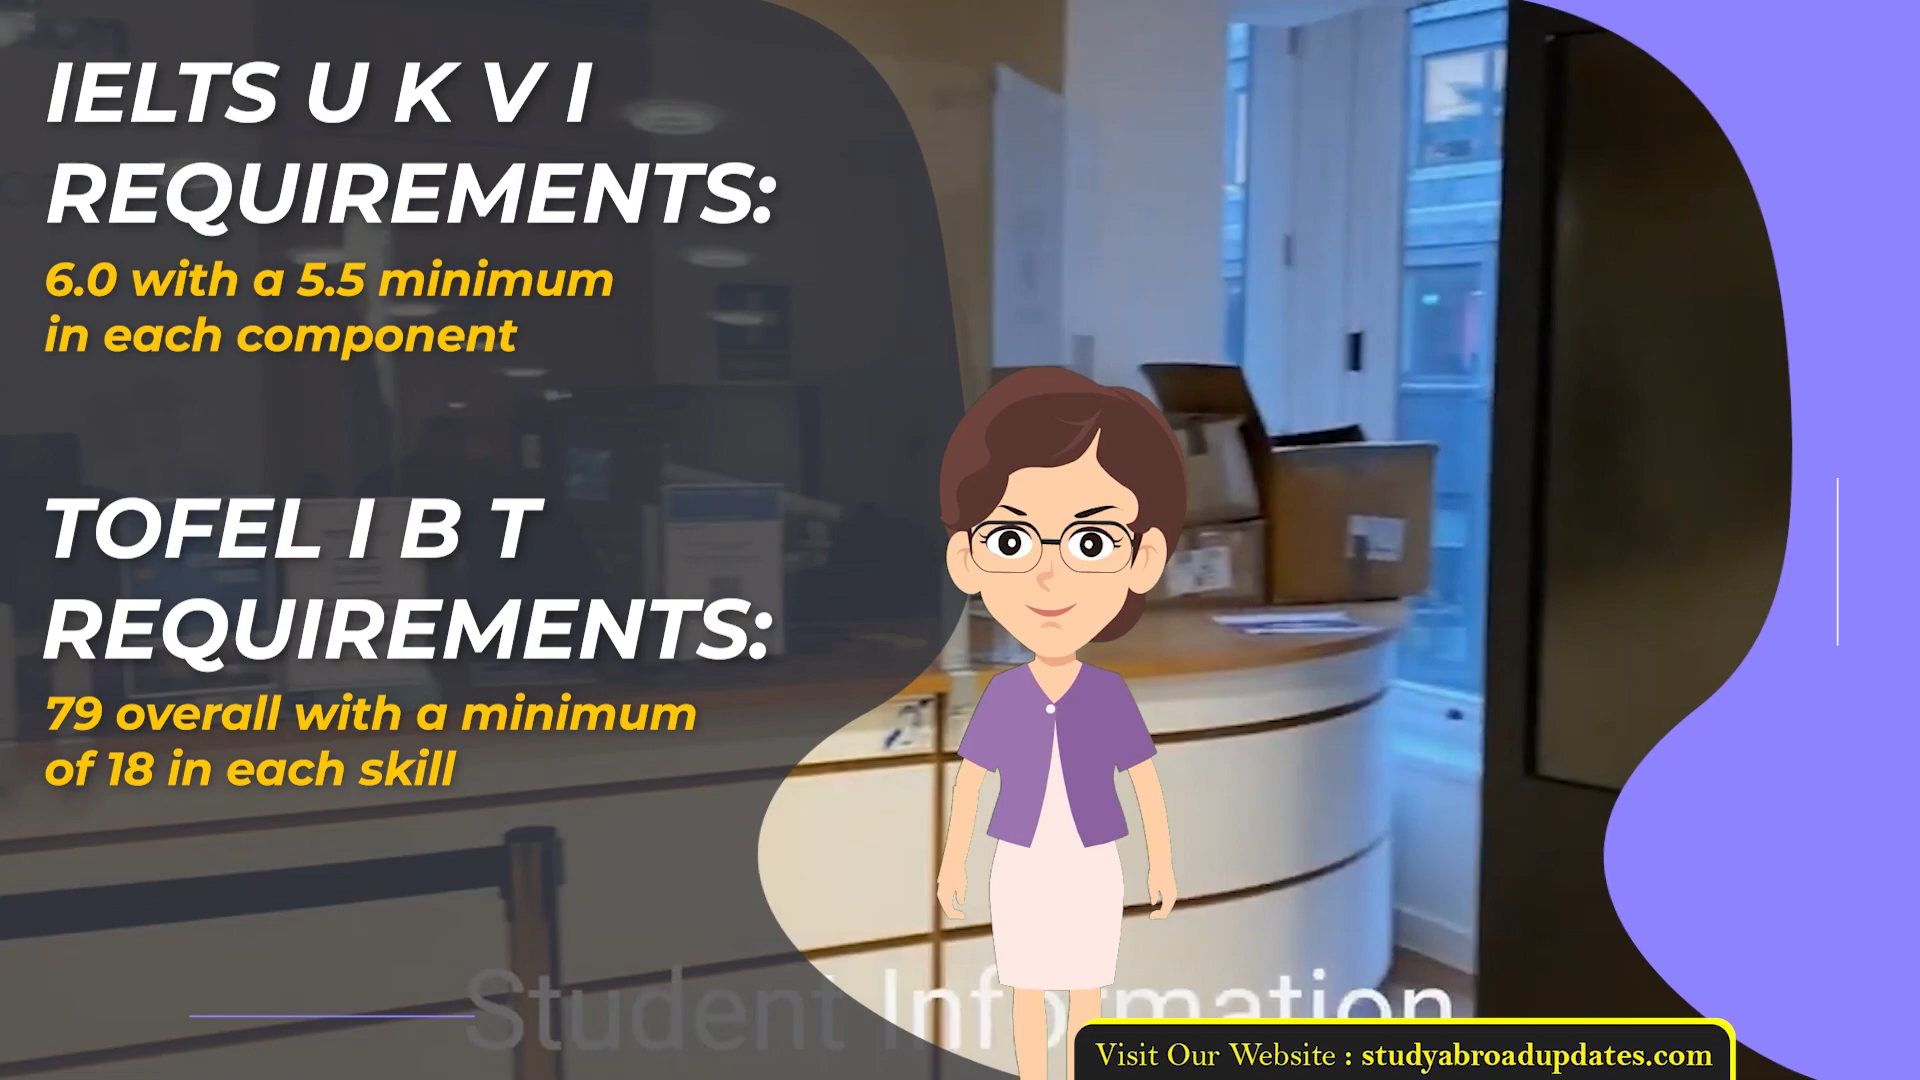 IELTS U K V I
REQUIREMENTS:
6.0 with a 5.5 minimum
in each component
TOFEL I B T
REQUIREMENTS:
79 overall with a minimum
of 18 in each skill
Student Information
Visit Our Website : studyabroadupdates.com